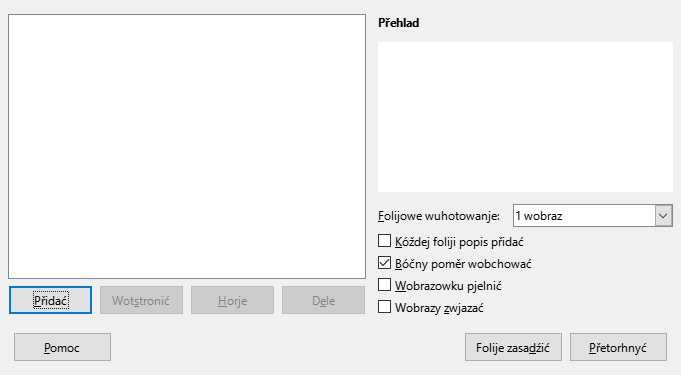 Přehlad
Folijowe wuhotowanje: 1 wobraz
Kóždej foliji popis přidać
Bóčny poměr wobchować
Wobrazowku pjelnić
Wobrazy zwjazać
Přidać Wotstronić Horje Dele
Pomoc Folije zasadźić Přetorhnyć